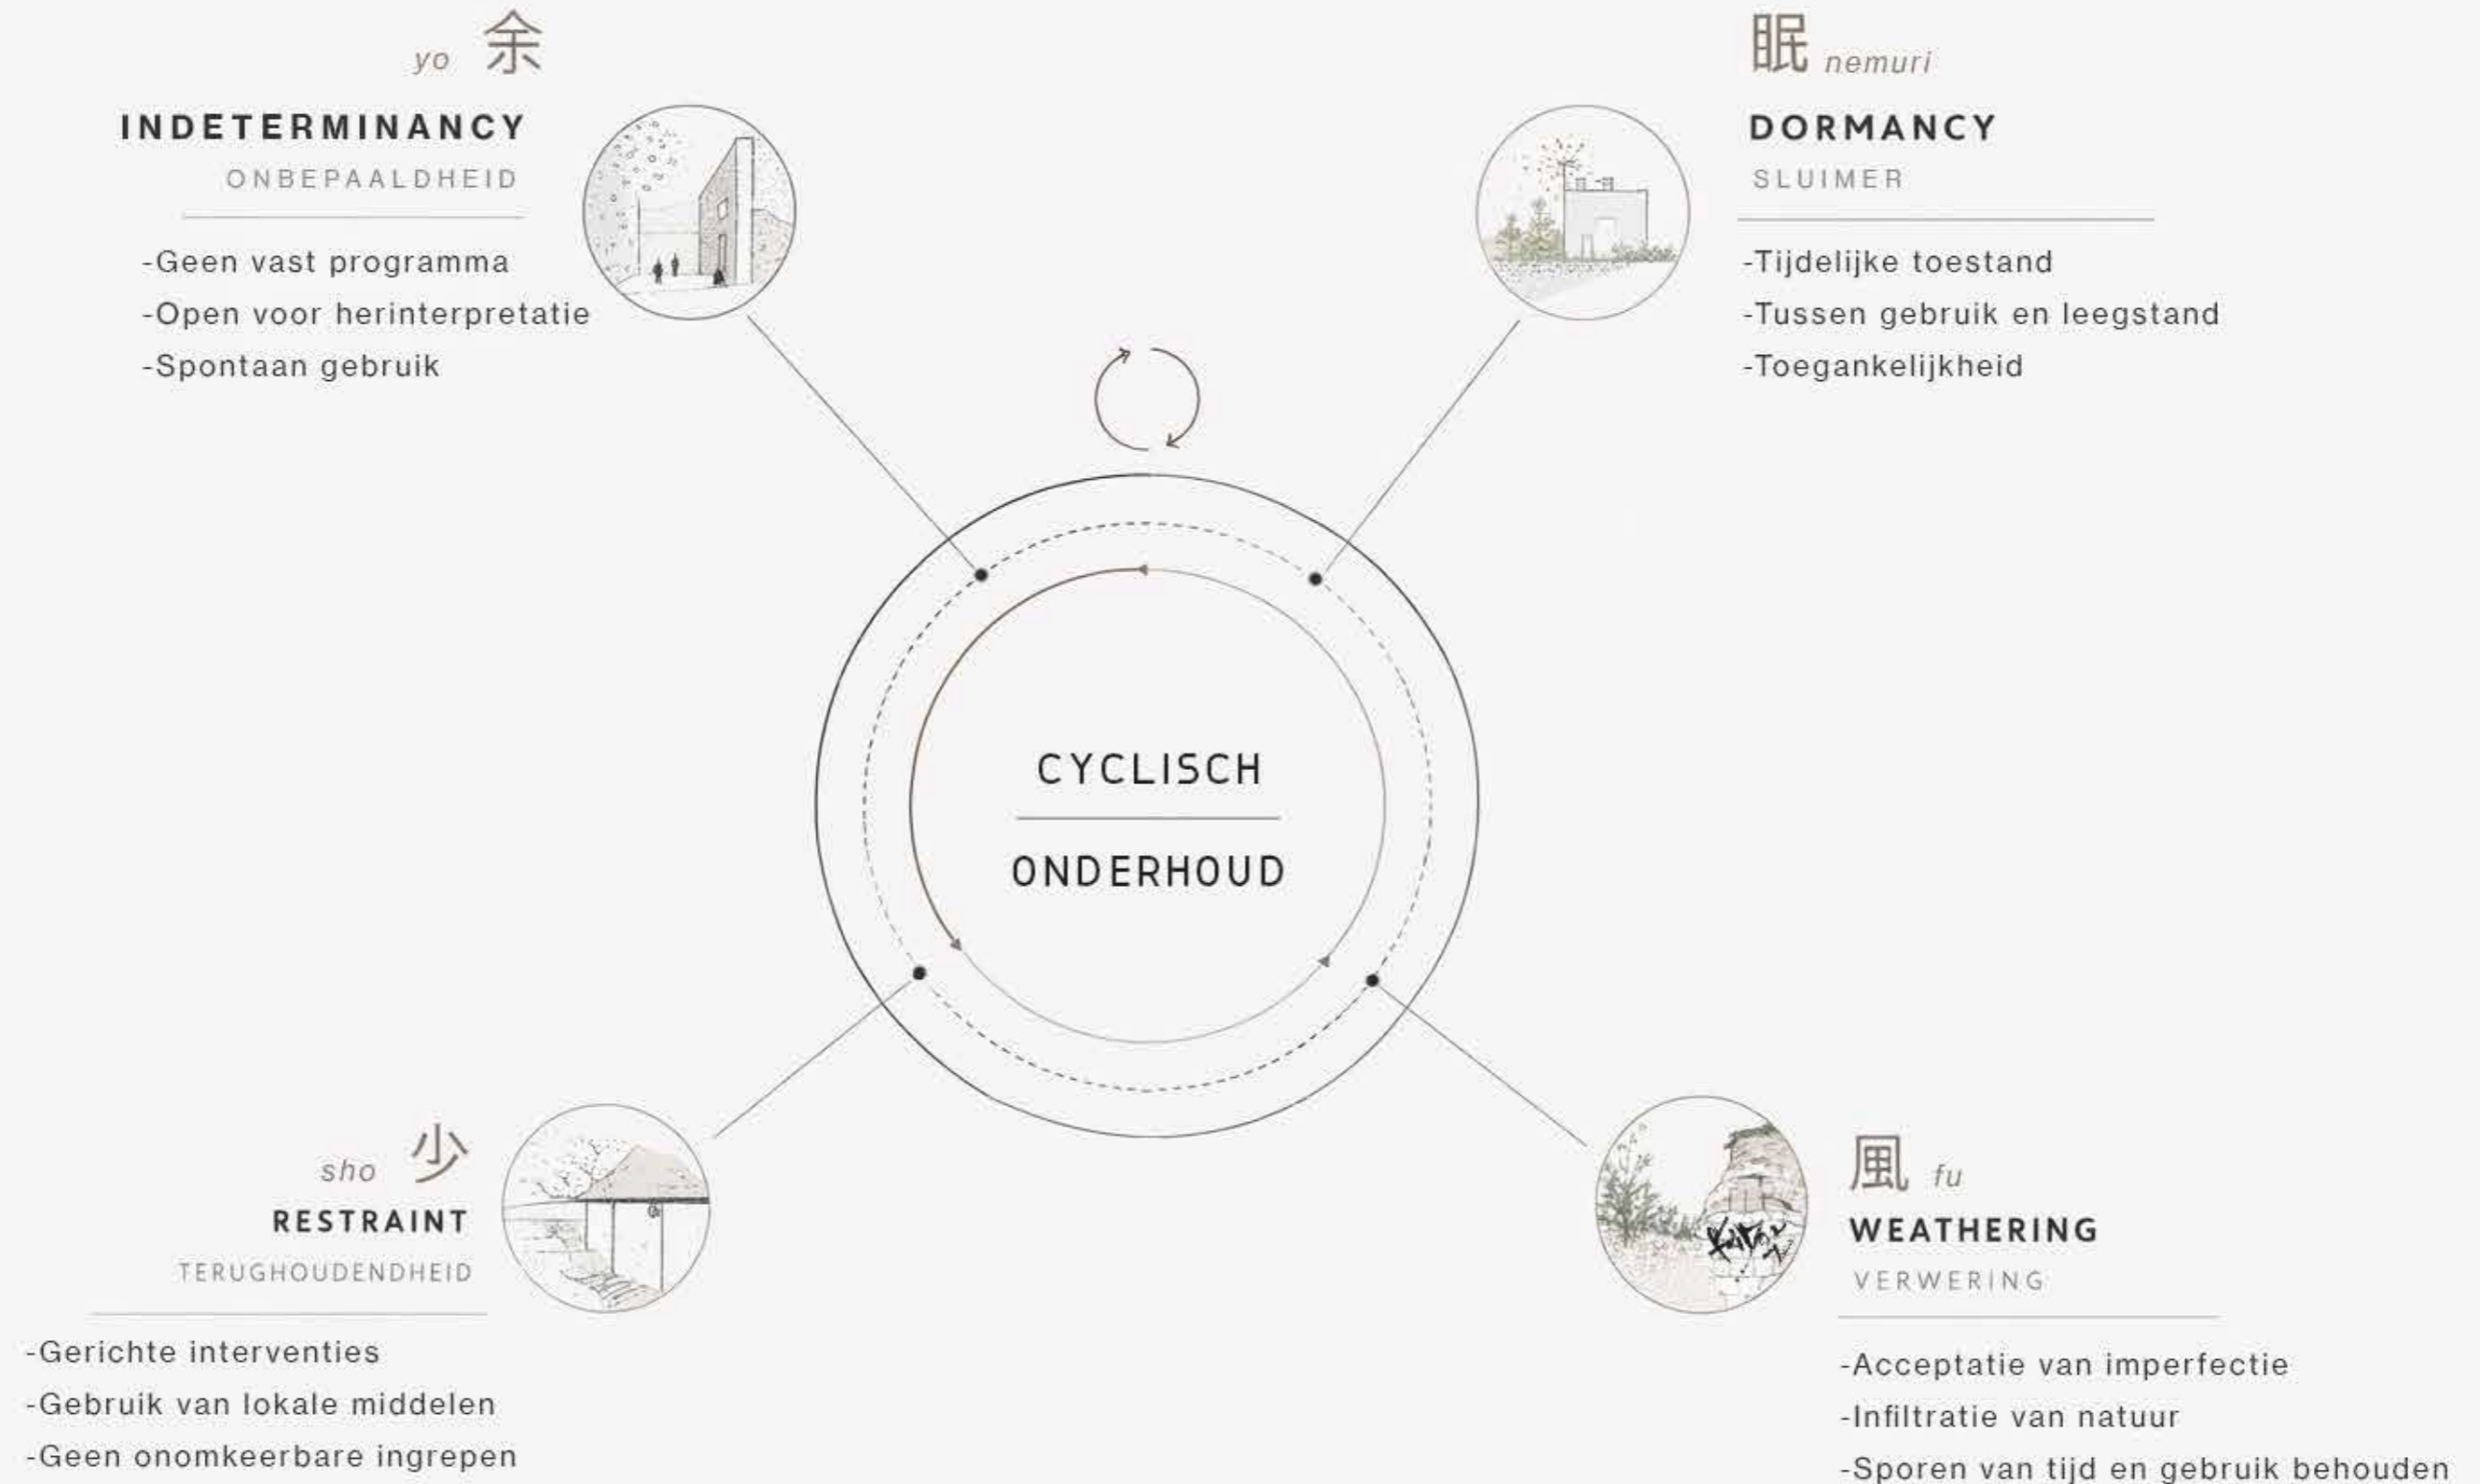 yo 余
INDETERMINANCY
ONBEPAALDHEID
-Geen vast programma
-Open voor herinterpretatie
-Spontaan gebruik
眠 nemuri
DORMANCY
SLUIMER
-Tijdelijke toestand
-Tussen gebruik en leegstand
-Toegankelijkheid
CYCLISCH
ONDERHOUD
sho 少
RESTRAINT
TERUGHOUDENDHEID
-Gerichte interventies
-Gebruik van lokale middelen
-Geen onomkeerbare ingrepen
風 fu
WEATHERING
VERWERING
-Acceptatie van imperfectie
-Infiltratie van natuur
-Sporen van tijd en gebruik behouden